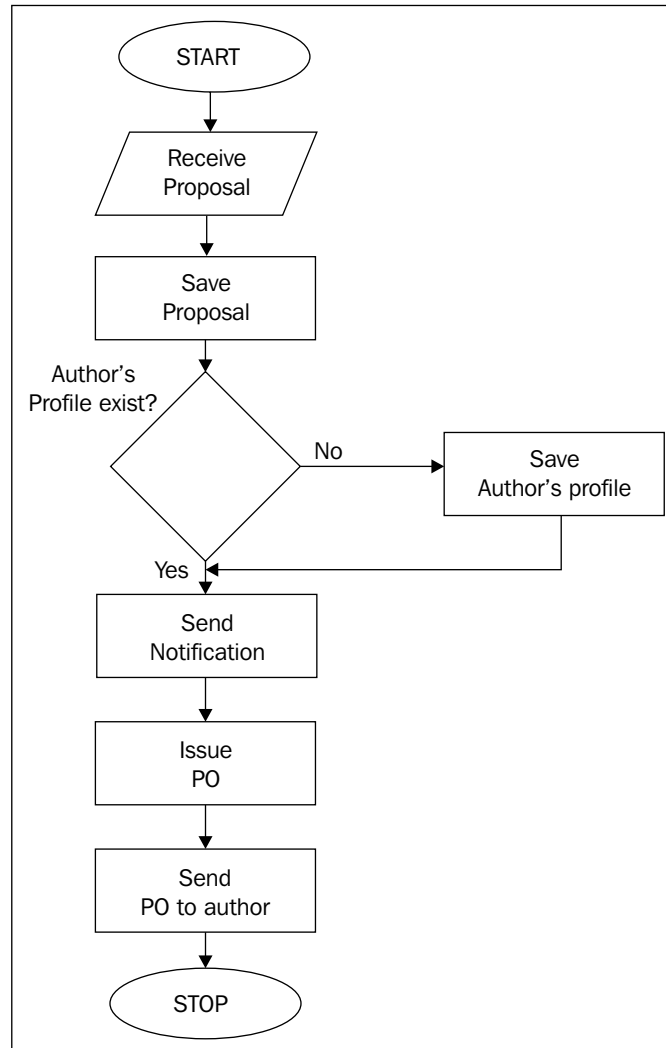 START
Receive
Proposal
Save
Proposal
Author's
Profile exist?
No
Save
Author's profile
Yes
Send
Notification
Issue
PO
Send
PO to author
STOP